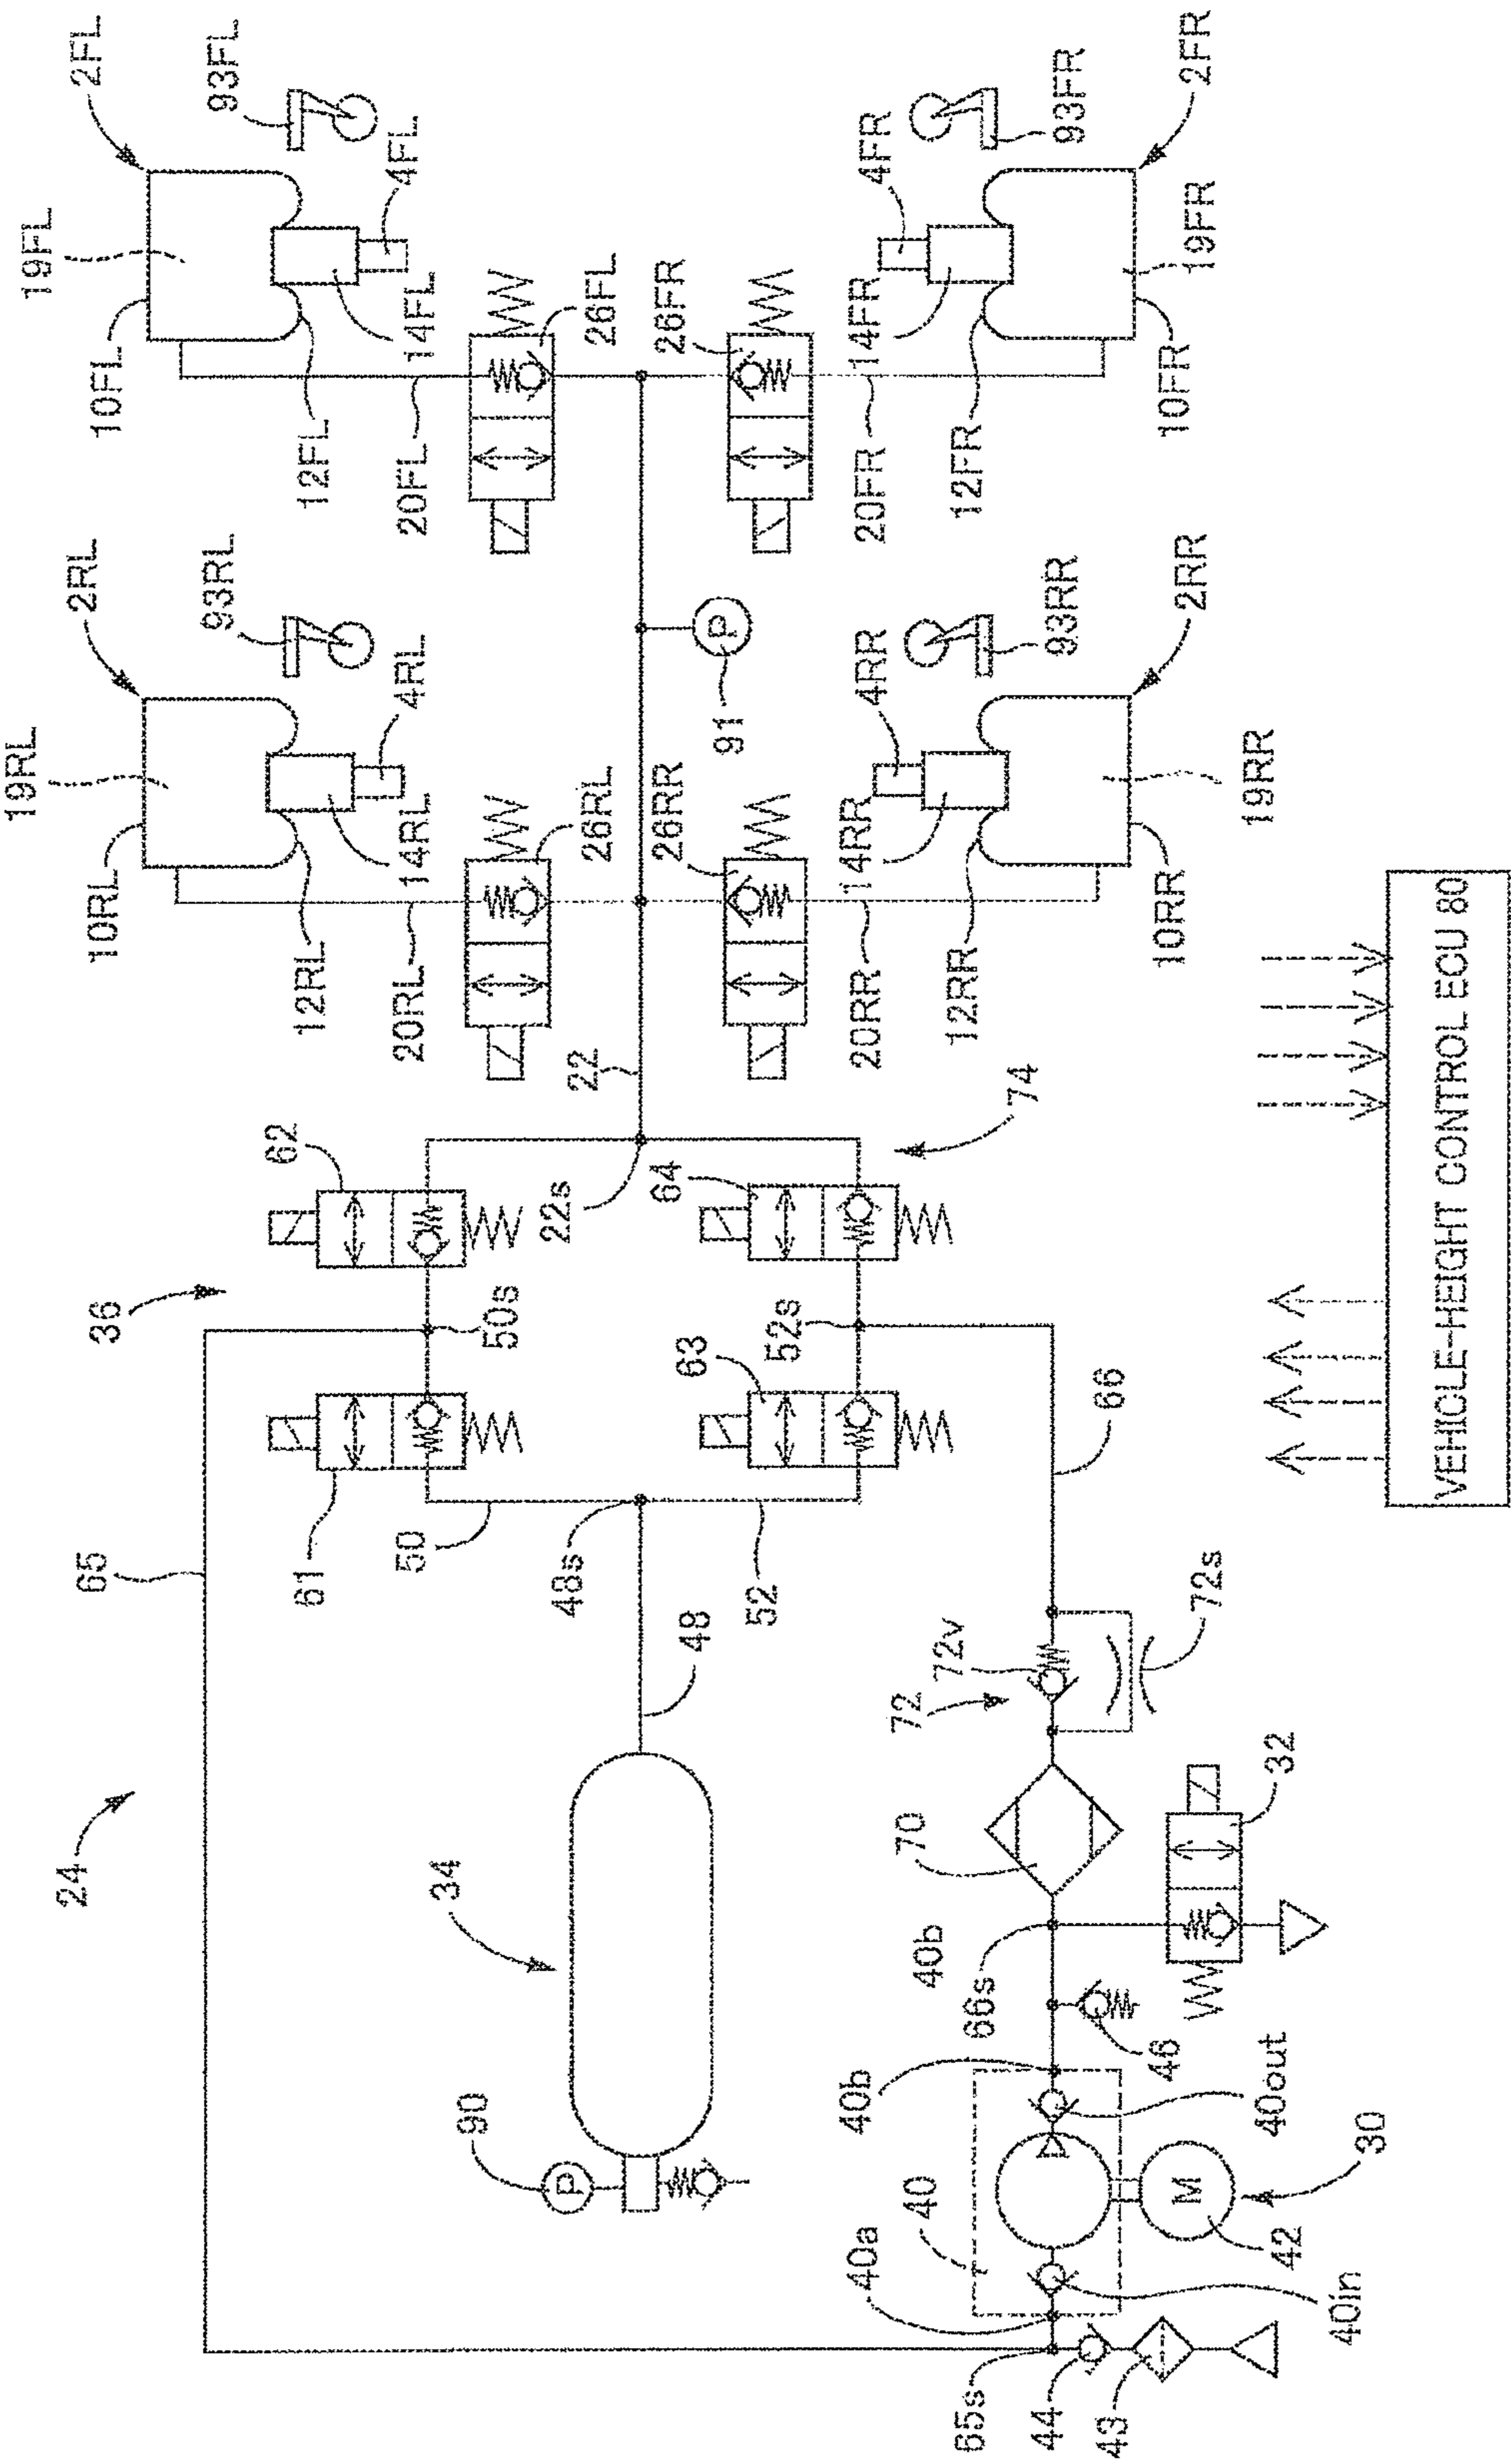 2FL
93FL
19FL
4FL
10FL
14FL
12FL
20FL
26FL
26FR
4FR
93FR
2FR
14FR
19FR
20FR
12FR
10FR
2RL
93RL
19RL
4RL
10RL
14RL
12RL
20RL
26RL
26RR
P
91
4RR
93RR
2RR
14RR
19RR
20RR
12RR
10RR
22
74
62
22s
64
36
50s
52s
63
61
50
48s
52
66
65
48
24
34
72
72v
72s
70
32
40b
66s
46
90
P
40b
40out
40
40a
M
42
30
40in
65s
44
43
VEHICLE-HEIGHT CONTROL ECU 80